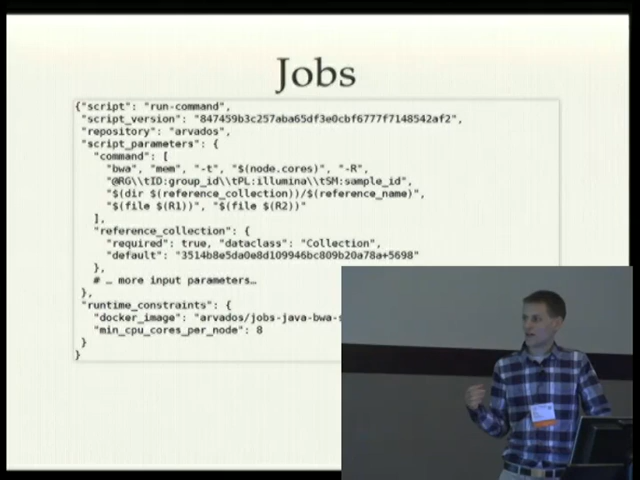 Jobs
{"script": "run-command",
"script_version": "847459b3c257aba65df3e0cbf6777f7148542af2",
"repository": "arvados",
"script_parameters": {
"command": [
"bwa", "mem", "-t", "$(node.cores)", "-R",
"@RG\\tID:group_id\\tPL:illumina\\tSM:sample_id",
"$(dir $(reference_collection))/$(reference_name)",
"$(file $(R1))", "$(file $(R2))"
],
"reference_collection": {
"required": true, "dataclass": "Collection",
"default": "3514b8e5da0e8d109946bc809b20a78a+5698"
},
# … more input parameters…
},
"runtime_constraints": {
"docker_image": "arvados/jobs-java-bwa-s
"min_cpu_cores_per_node": 8
}
}